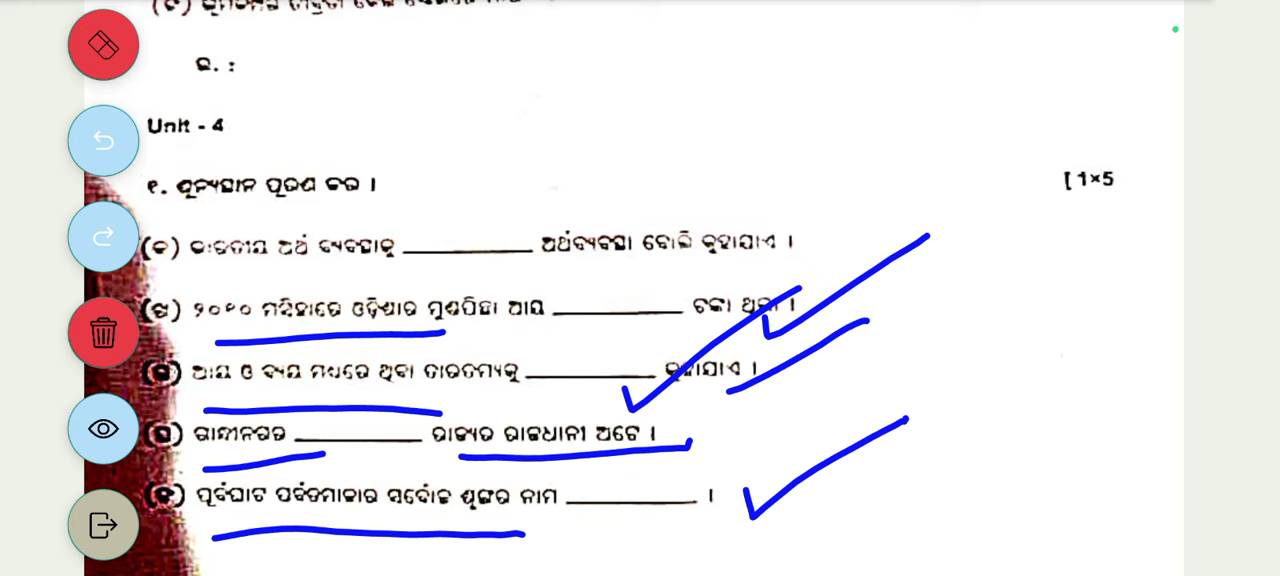 ଉ. :
Unit - 4
୧. ଶୂନ୍ୟସ୍ଥାନ ପୂରଣ କର ।
[ 1×5
(କ) ଭାରତୀୟ ଅର୍ଥ ବ୍ୟବସ୍ଥାକୁ __________ ଅର୍ଥବ୍ୟବସ୍ଥା ବୋଲି କୁହାଯାଏ ।
(ଖ) ୨୦୧୦ ମସିହାରେ ଓଡ଼ିଶାର ମୁଣ୍ଡପିଛା ଆୟ __________ ଟଙ୍କା ଥିଲା ।
(ଗ) ଆୟ ଓ ବ୍ୟୟ ମଧ୍ୟରେ ଥିବା ତାରତମ୍ୟକୁ __________ କୁହାଯାଏ ।
(ଘ) ଗାନ୍ଧୀନଗର __________ ରାଜ୍ୟର ରାଜଧାନୀ ଅଟେ ।
(ଙ) ପୂର୍ବଘାଟ ପର୍ବତମାଳାର ସର୍ବୋଚ୍ଚ ଶୃଙ୍ଗର ନାମ __________ ।